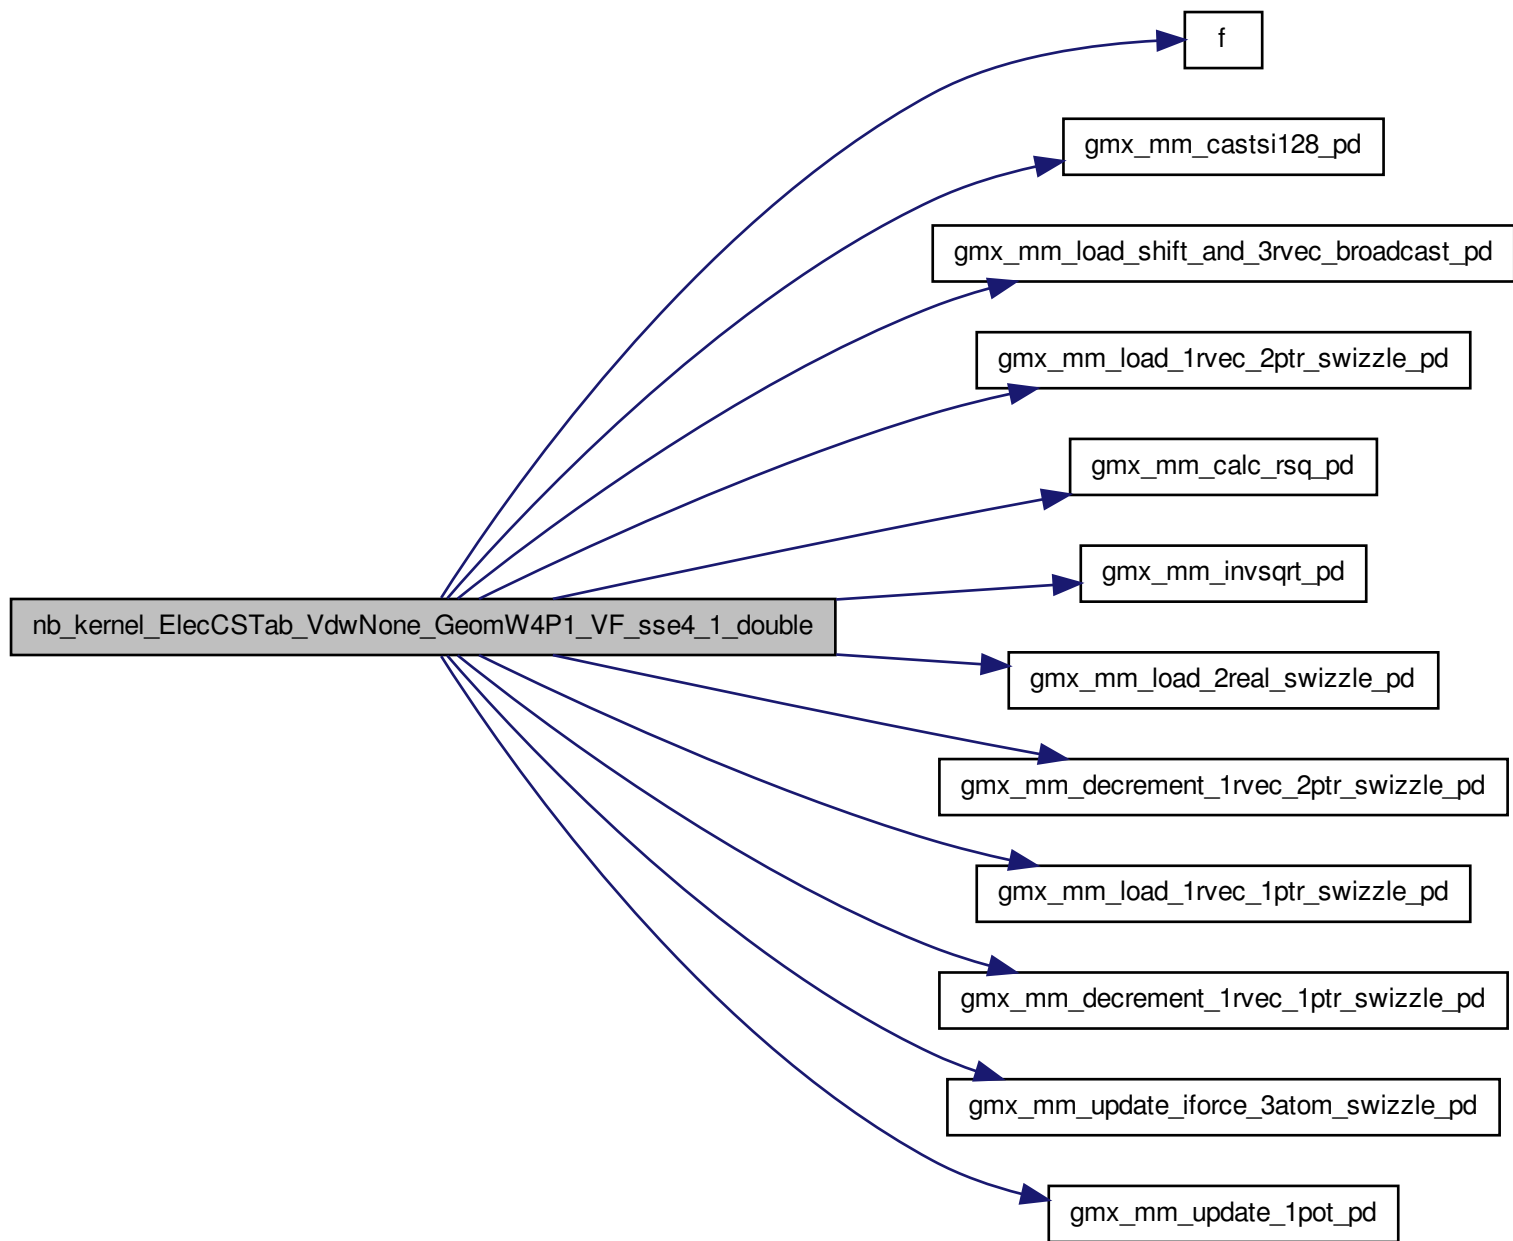 f
gmx_mm_castsi128_pd
gmx_mm_load_shift_and_3rvec_broadcast_pd
gmx_mm_load_1rvec_2ptr_swizzle_pd
gmx_mm_calc_rsq_pd
gmx_mm_invsqrt_pd
nb_kernel_ElecCSTab_VdwNone_GeomW4P1_VF_sse4_1_double
gmx_mm_load_2real_swizzle_pd
gmx_mm_decrement_1rvec_2ptr_swizzle_pd
gmx_mm_load_1rvec_1ptr_swizzle_pd
gmx_mm_decrement_1rvec_1ptr_swizzle_pd
gmx_mm_update_iforce_3atom_swizzle_pd
gmx_mm_update_1pot_pd